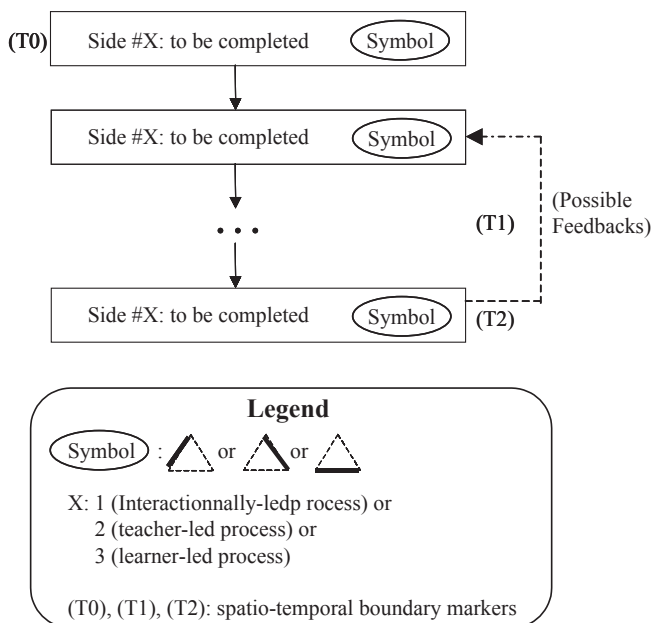 (T0) Side #X: to be completed Symbol
Side #X: to be completed Symbol
(Possible
(T1) Feedbacks)
• • •
Side #X: to be completed Symbol
(T2)
Legend
Symbol : or or
X: 1 (Interactionnally-ledp rocess) or
2 (teacher-led process) or
3 (learner-led process)
(T0), (T1), (T2): spatio-temporal boundary markers